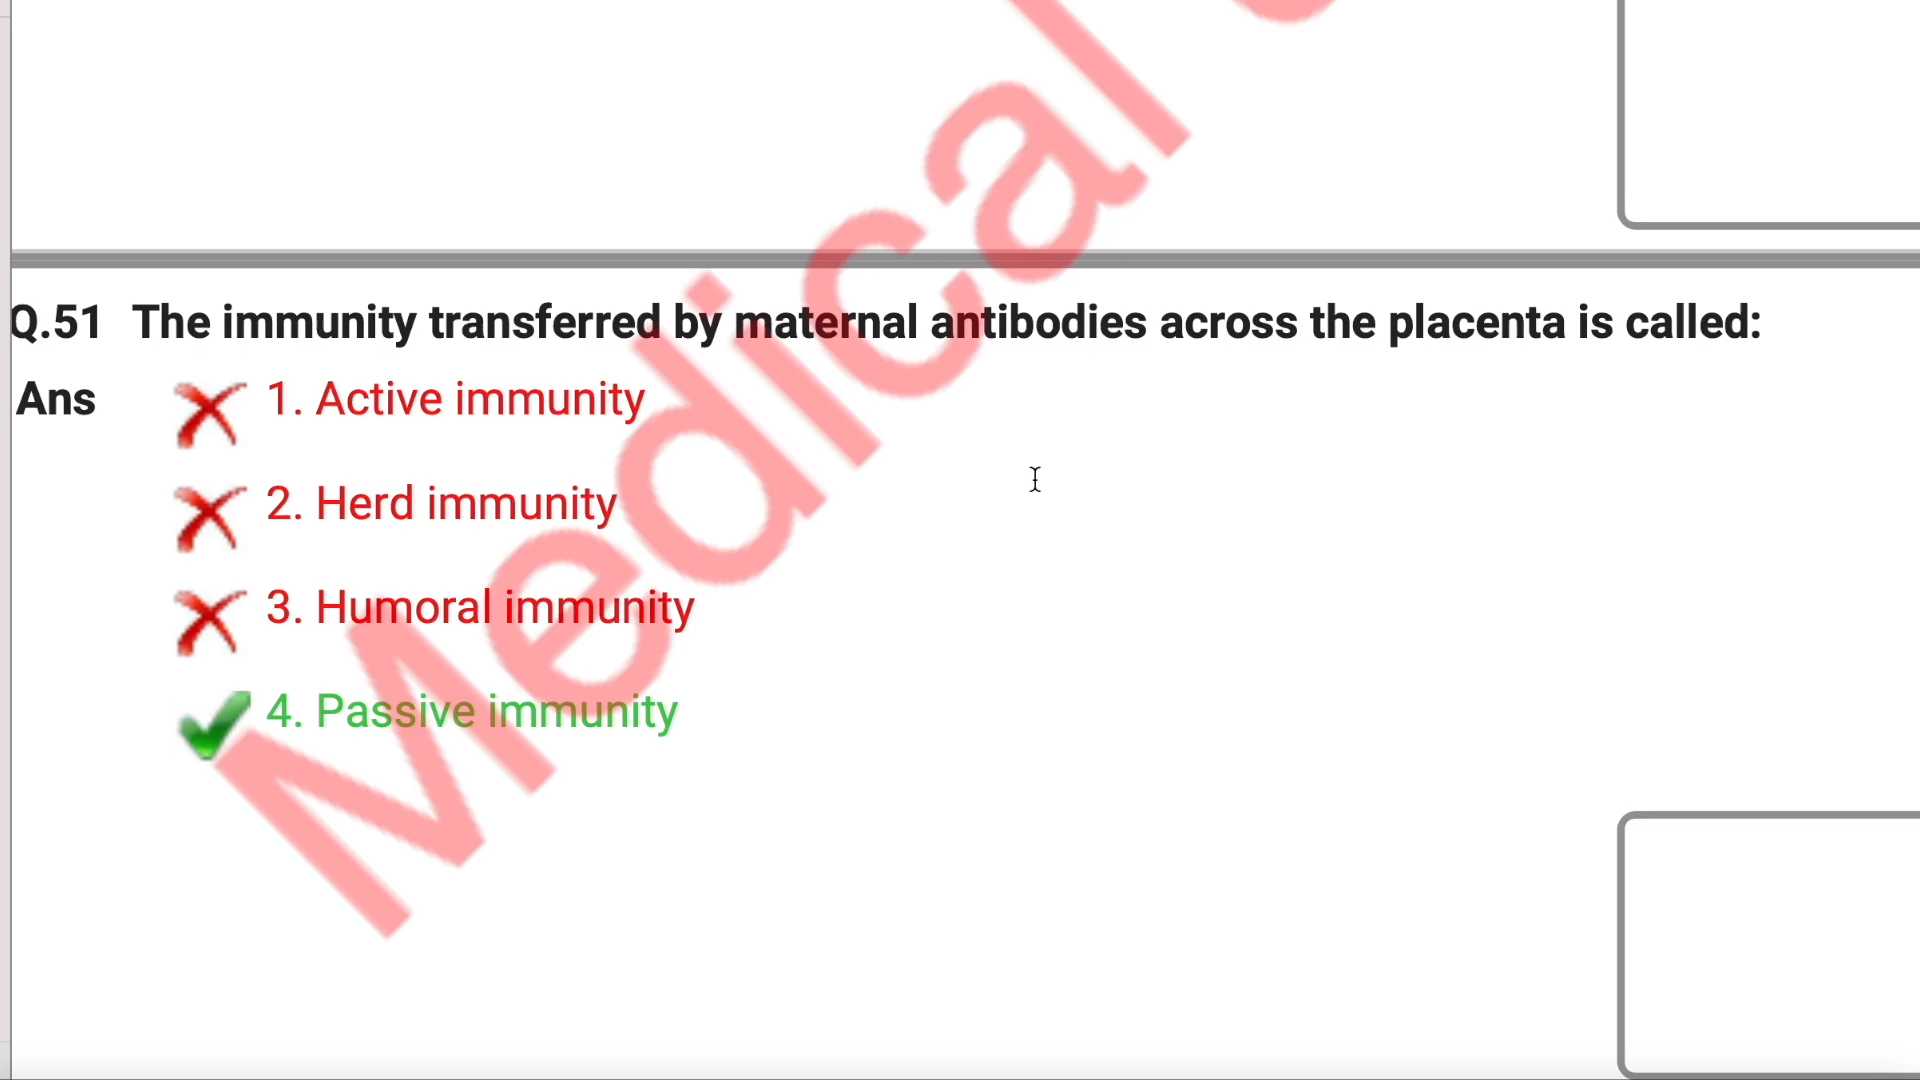 Q.51 The immunity transferred by maternal antibodies across the placenta is called:
Ans 1. Active immunity
2. Herd immunity
3. Humoral immunity
4. Passive immunity
Medical